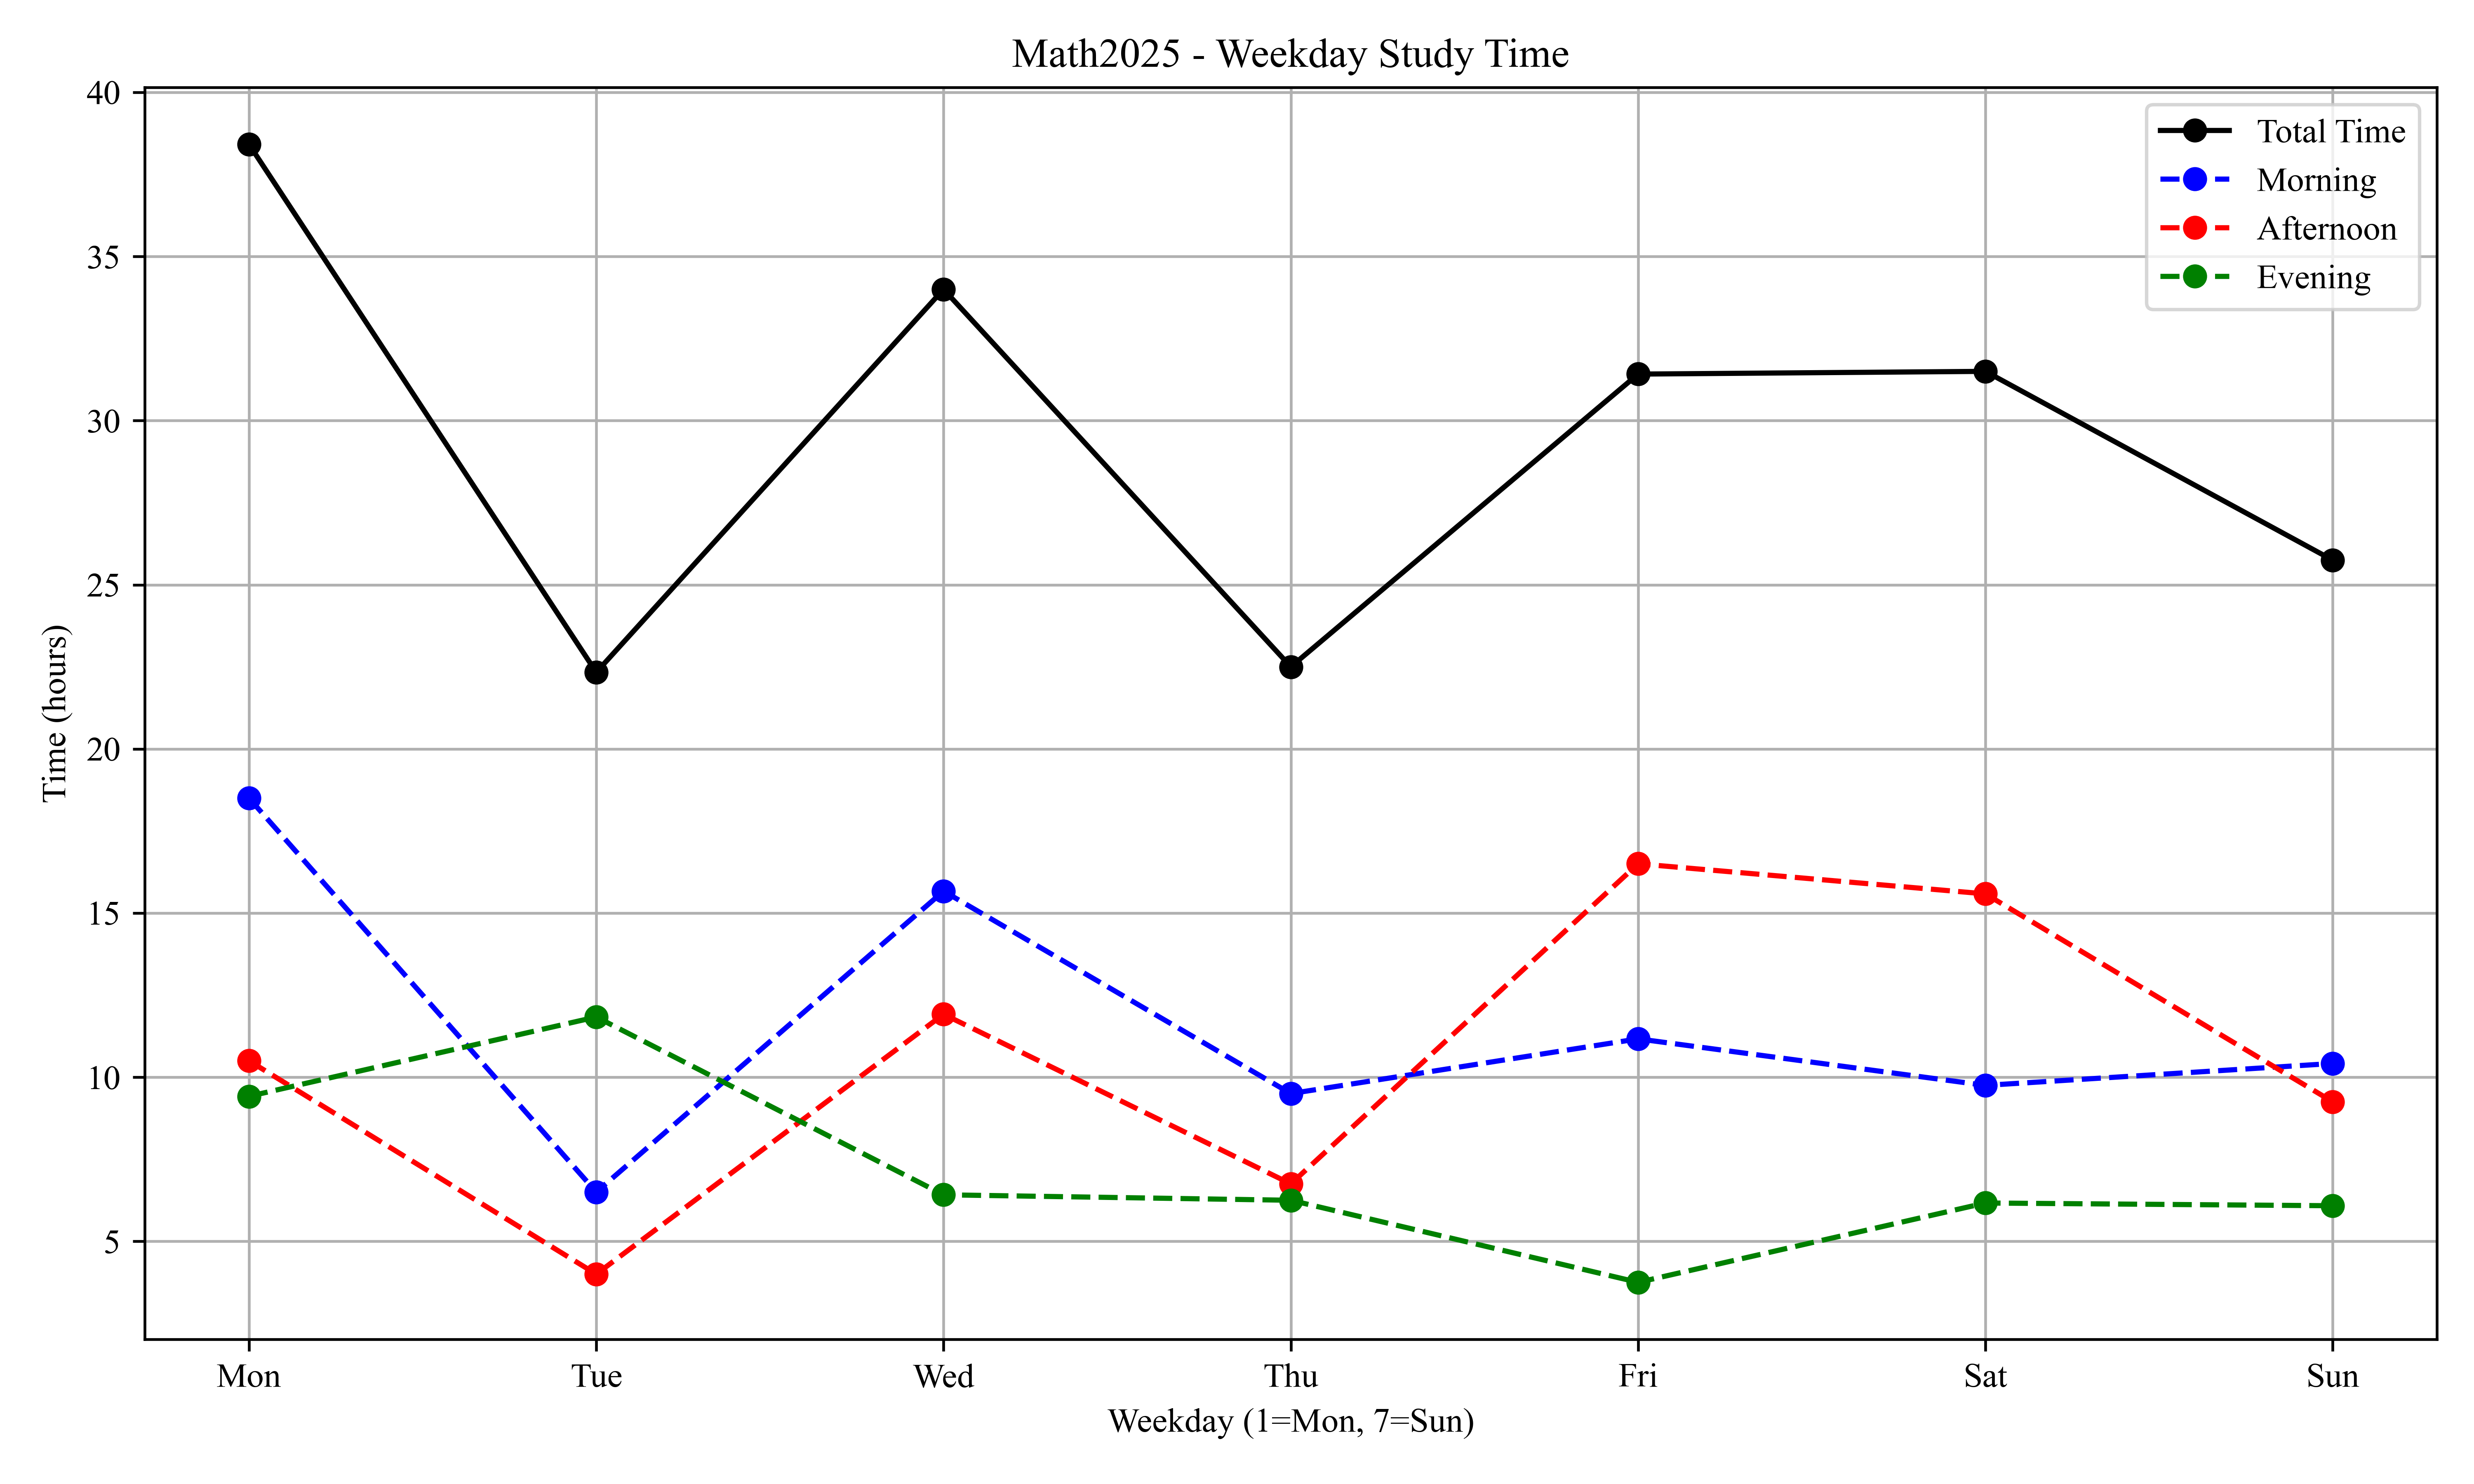 Math2025 - Weekday Study Time
40
35
30
25
20
15
10
5
Time (hours)
Total Time
Morning
Afternoon
Evening
Mon Tue Wed Thu Fri Sat Sun
Weekday (1=Mon, 7=Sun)